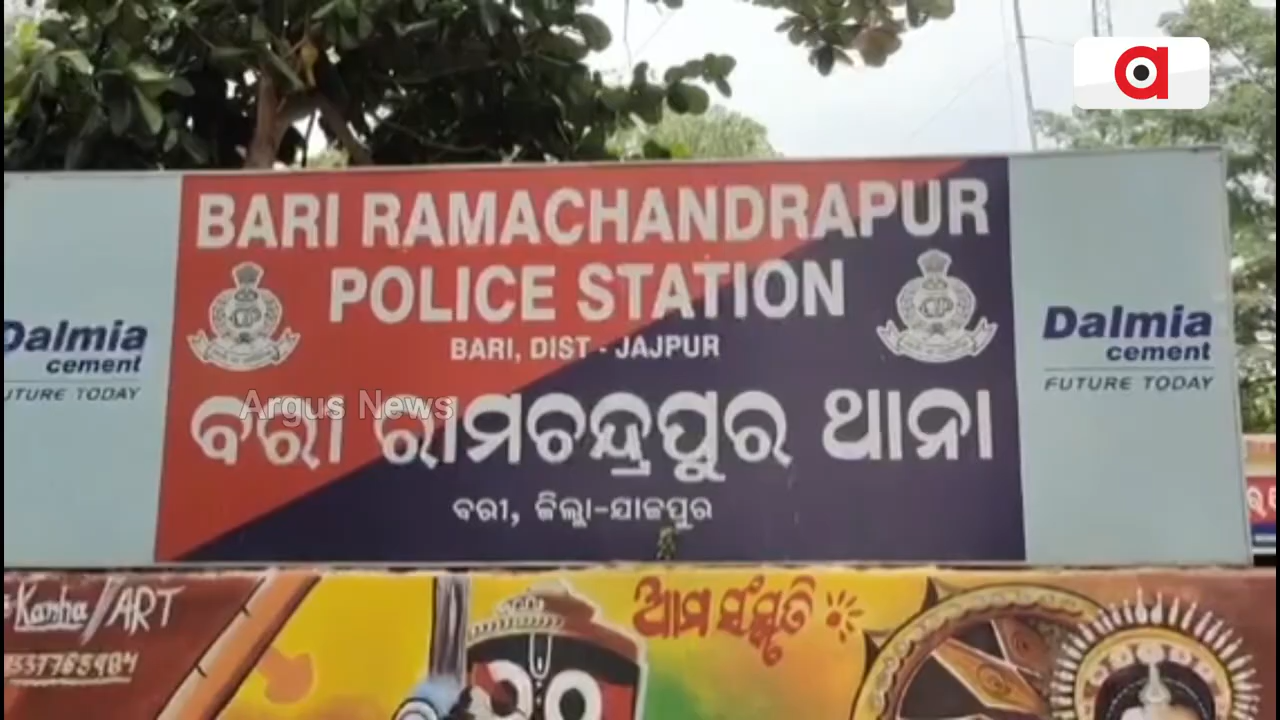 BARI RAMACHANDRAPUR
POLICE STATION
BARI, DIST - JAJPUR
Argus News
ବରୀ ରାମଚନ୍ଦ୍ରପୁର ଥାନା
ବରୀ, ଜିଲ୍ଲା-ଯାଜପୁର
Dalmia
cement
FUTURE TODAY
Dalmia
cement
FUTURE TODAY
Kanha//ART
ଆମ ସଂସ୍କୃତି